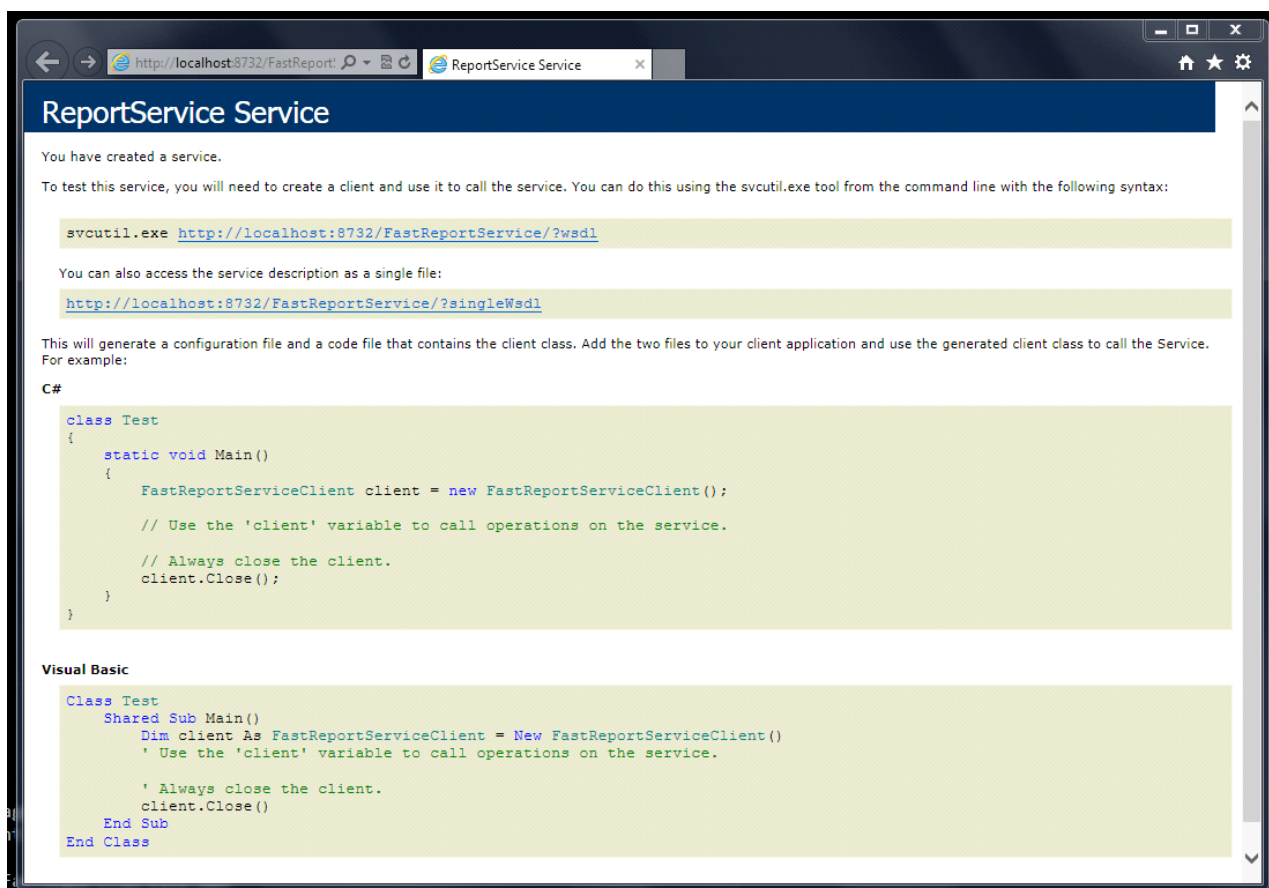 http://localhost:8732/FastReport:
ReportService Service
ReportService Service
You have created a service.
To test this service, you will need to create a client and use it to call the service. You can do this using the svcutil.exe tool from the command line with the following syntax:
svcutil.exe http://localhost:8732/FastReportService/?wsdl
You can also access the service description as a single file:
http://localhost:8732/FastReportService/?singleWsdl
This will generate a configuration file and a code file that contains the client class. Add the two files to your client application and use the generated client class to call the Service.
For example:
C#
class Test
{
    static void Main()
    {
        FastReportServiceClient client = new FastReportServiceClient();
        // Use the 'client' variable to call operations on the service.
        // Always close the client.
        client.Close();
    }
}
Visual Basic
Class Test
    Shared Sub Main()
        Dim client As FastReportServiceClient = New FastReportServiceClient()
        ' Use the 'client' variable to call operations on the service.
        ' Always close the client.
        client.Close()
    End Sub
End Class